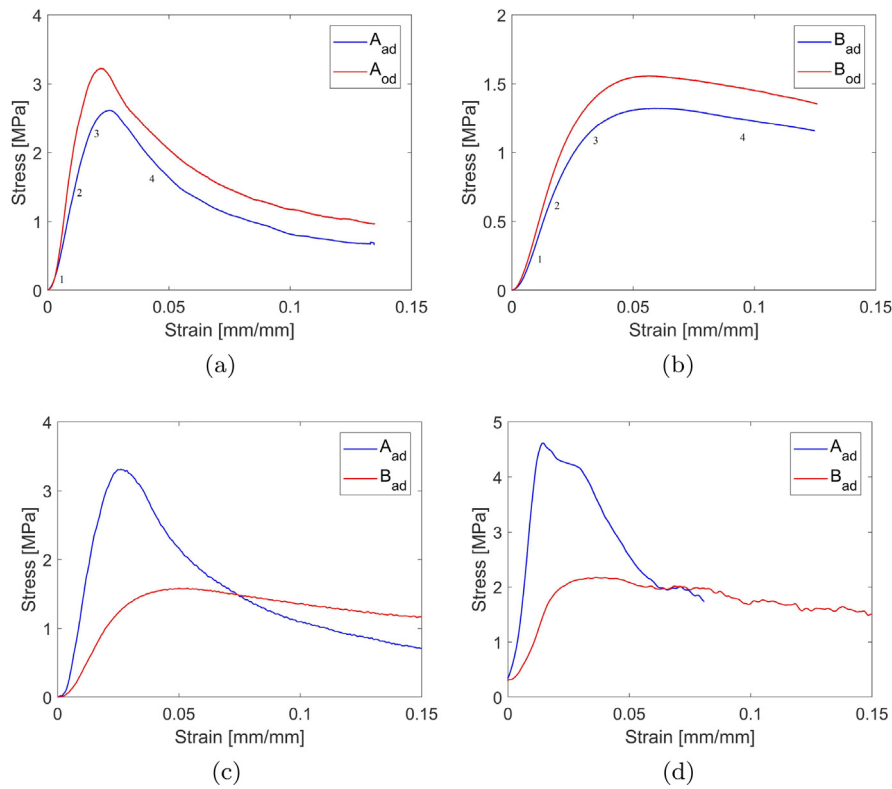 4
3
2
1
0
Stress [MPa]
A_ad
A_od
1
2
3
4
0
0.05
0.1
0.15
Strain [mm/mm]
(a)
2
1.5
1
0.5
0
Stress [MPa]
B_ad
B_od
1
2
3
4
0
0.05
0.1
0.15
Strain [mm/mm]
(b)
4
3
2
1
0
Stress [MPa]
A_ad
B_ad
0
0.05
0.1
0.15
Strain [mm/mm]
(c)
5
4
3
2
1
0
Stress [MPa]
A_ad
B_ad
0
0.05
0.1
0.15
Strain [mm/mm]
(d)